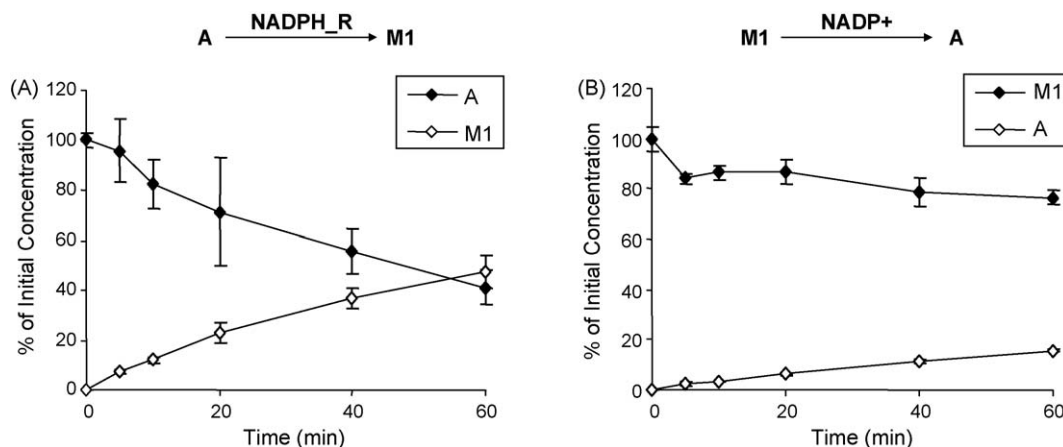 NADPH_R
A M1
(A)
120
100
80
60
40
20
0
% of Initial Concentration
A
M1
0 20 40 60
Time (min)
NADP+
M1 A
(B)
120
100
80
60
40
20
0
% of Initial Concentration
M1
A
0 20 40 60
Time (min)